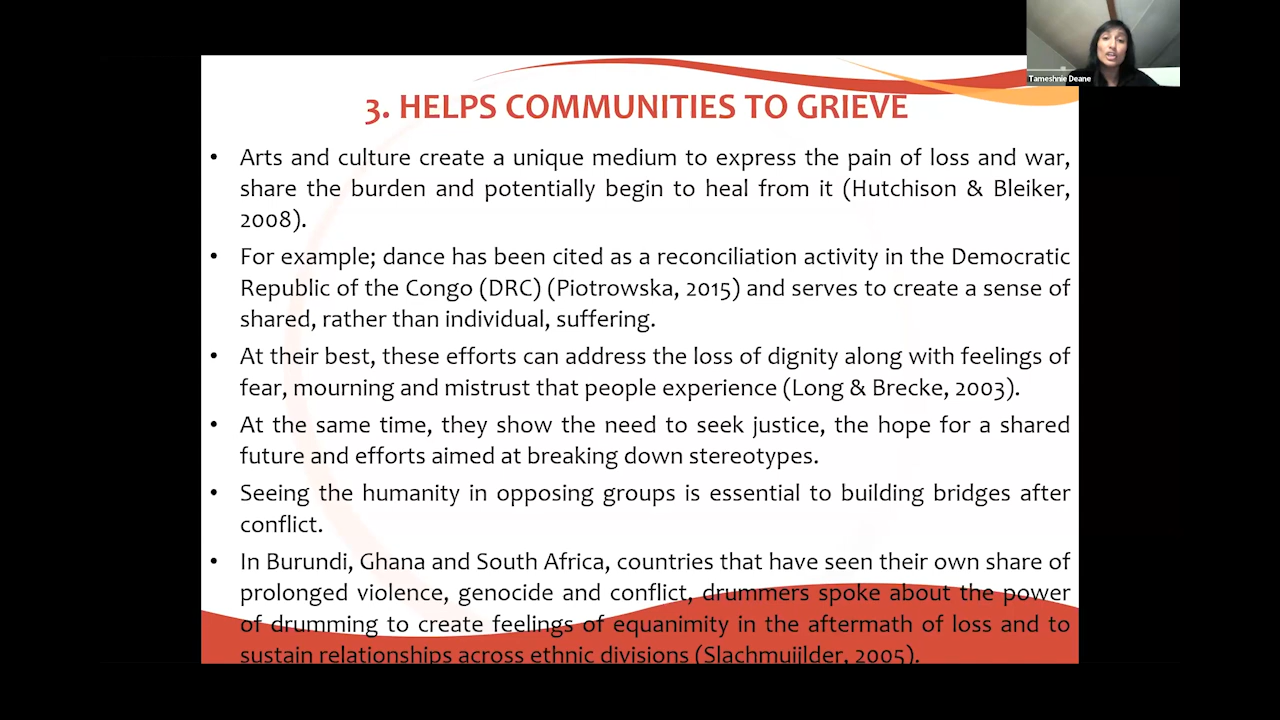 Tameshnie Deane
3. HELPS COMMUNITIES TO GRIEVE
• Arts and culture create a unique medium to express the pain of loss and war,
share the burden and potentially begin to heal from it (Hutchison & Bleiker,
2008).
• For example; dance has been cited as a reconciliation activity in the Democratic
Republic of the Congo (DRC) (Piotrowska, 2015) and serves to create a sense of
shared, rather than individual, suffering.
• At their best, these efforts can address the loss of dignity along with feelings of
fear, mourning and mistrust that people experience (Long & Brecke, 2003).
• At the same time, they show the need to seek justice, the hope for a shared
future and efforts aimed at breaking down stereotypes.
• Seeing the humanity in opposing groups is essential to building bridges after
conflict.
• In Burundi, Ghana and South Africa, countries that have seen their own share of
prolonged violence, genocide and conflict, drummers spoke about the power
of drumming to create feelings of equanimity in the aftermath of loss and to
sustain relationships across ethnic divisions (Slachmuijlder, 2005).